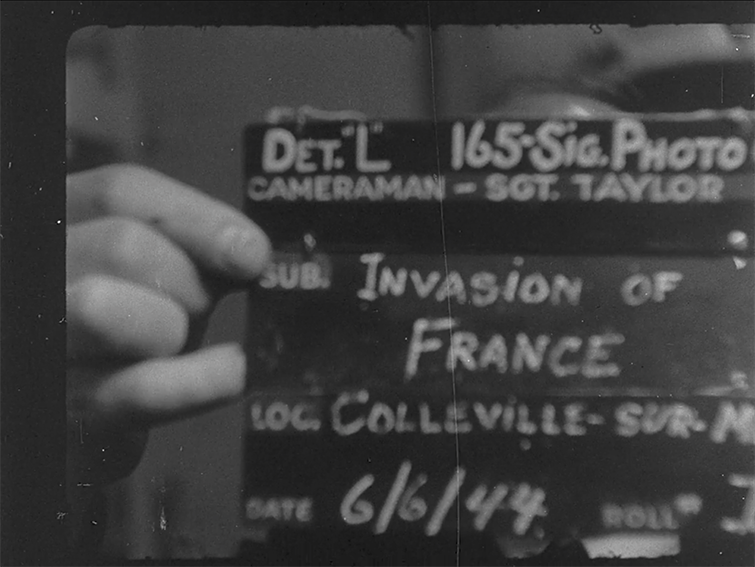 DET. "L" 165-SIG. PHOTO
CAMERAMAN - SGT. TAYLOR
SUB. INVASION OF
FRANCE
LOC. COLLEVILLE-SUR-M
DATE 6/6/44 ROLL#